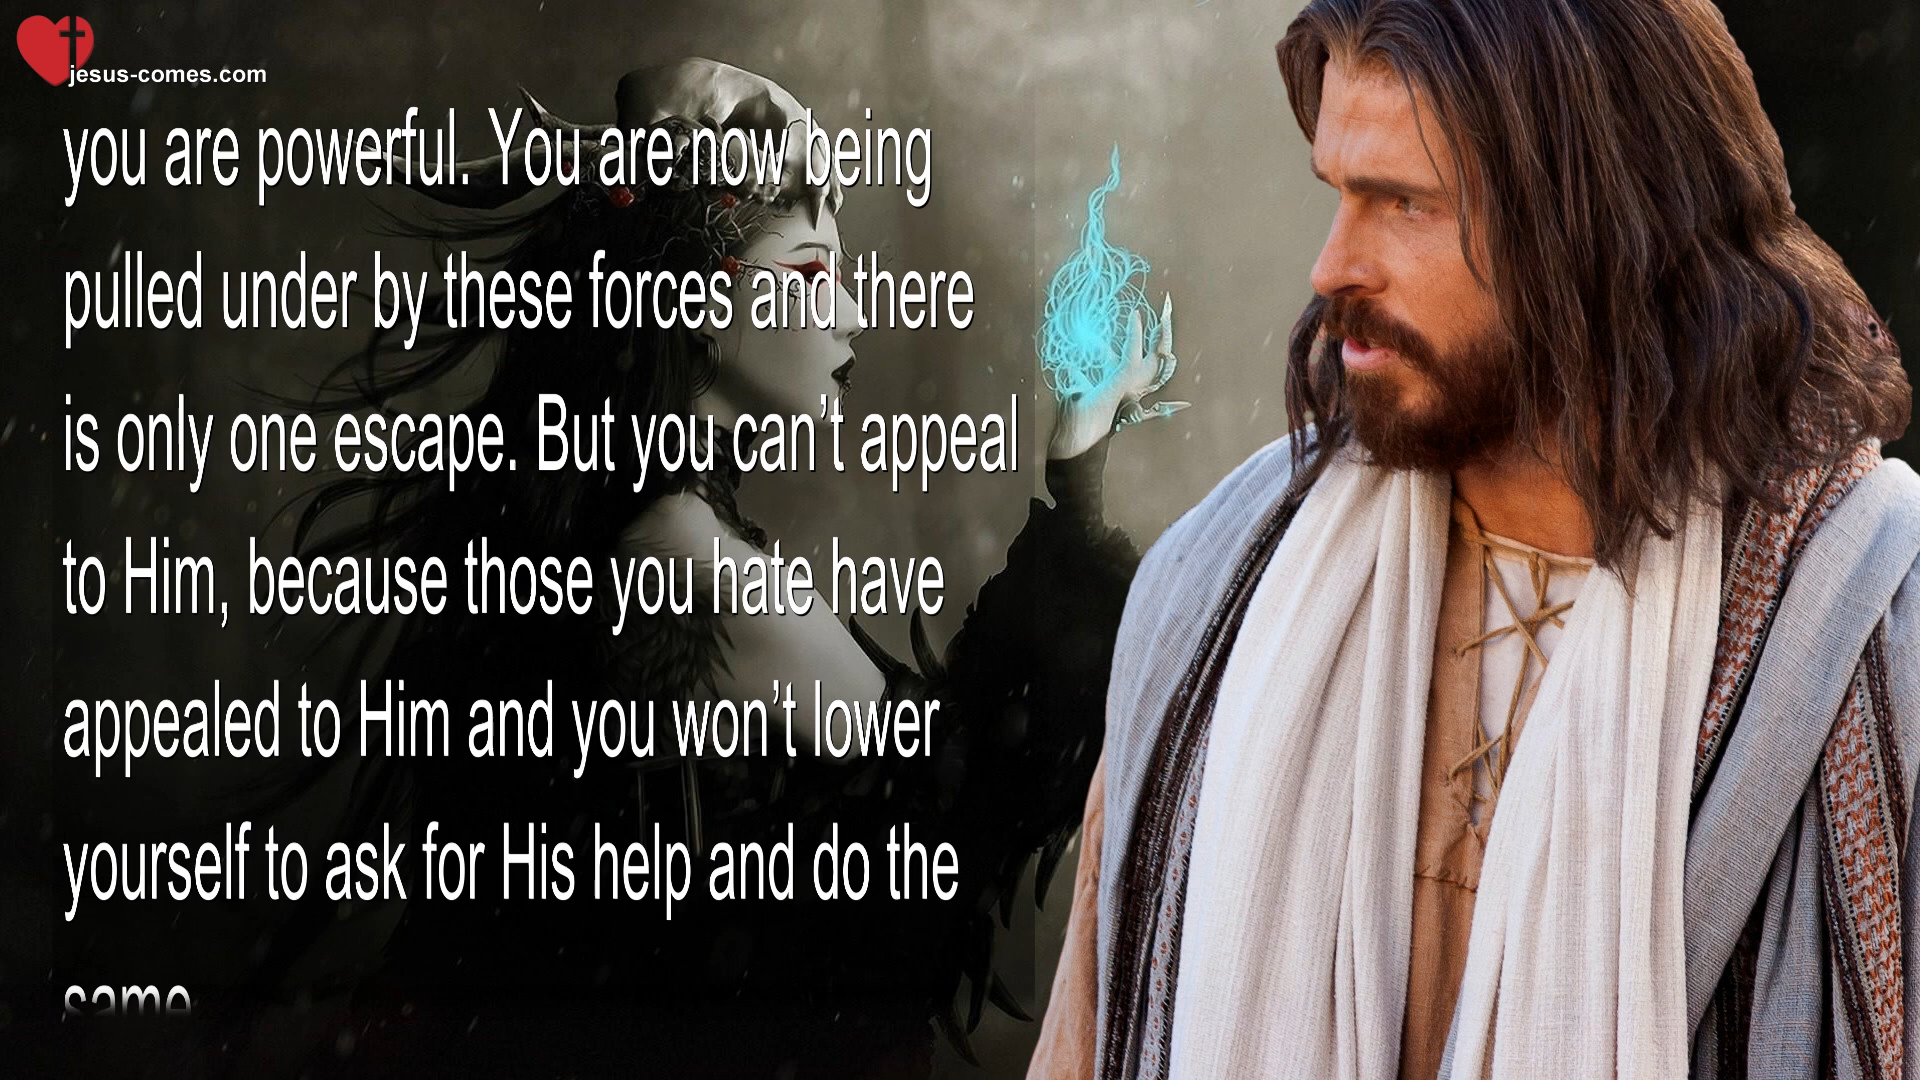 jesus-comes.com
you are powerful. You are now being
pulled under by these forces and there
is only one escape. But you can’t appeal
to Him, because those you hate have
appealed to Him and you won’t lower
yourself to ask for His help and do the
same